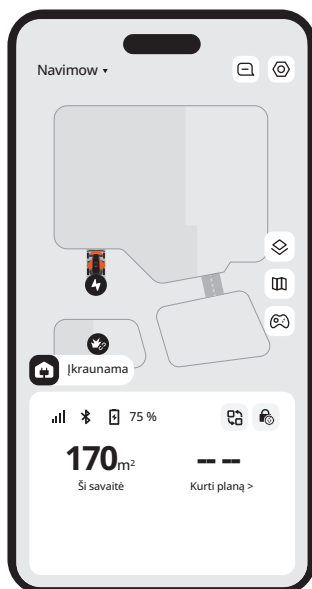 Navimow
Įkraunama
75 %
170m²
-- --
Ši savaitė
Kurti planą >